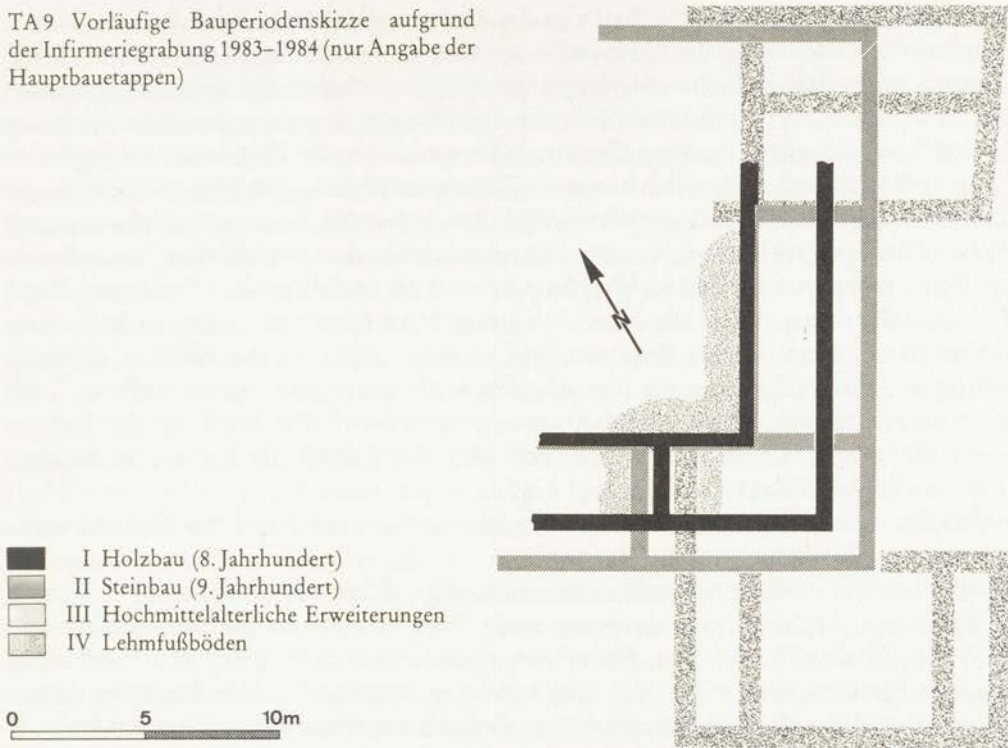 TA 9 Vorläufige Bauperiodenskizze aufgrund
der Infirmeriegrabung 1983–1984 (nur Angabe der
Hauptbauetappen)
I Holzbau (8. Jahrhundert)
II Steinbau (9. Jahrhundert)
III Hochmittelalterliche Erweiterungen
IV Lehmfußböden
0 5 10m